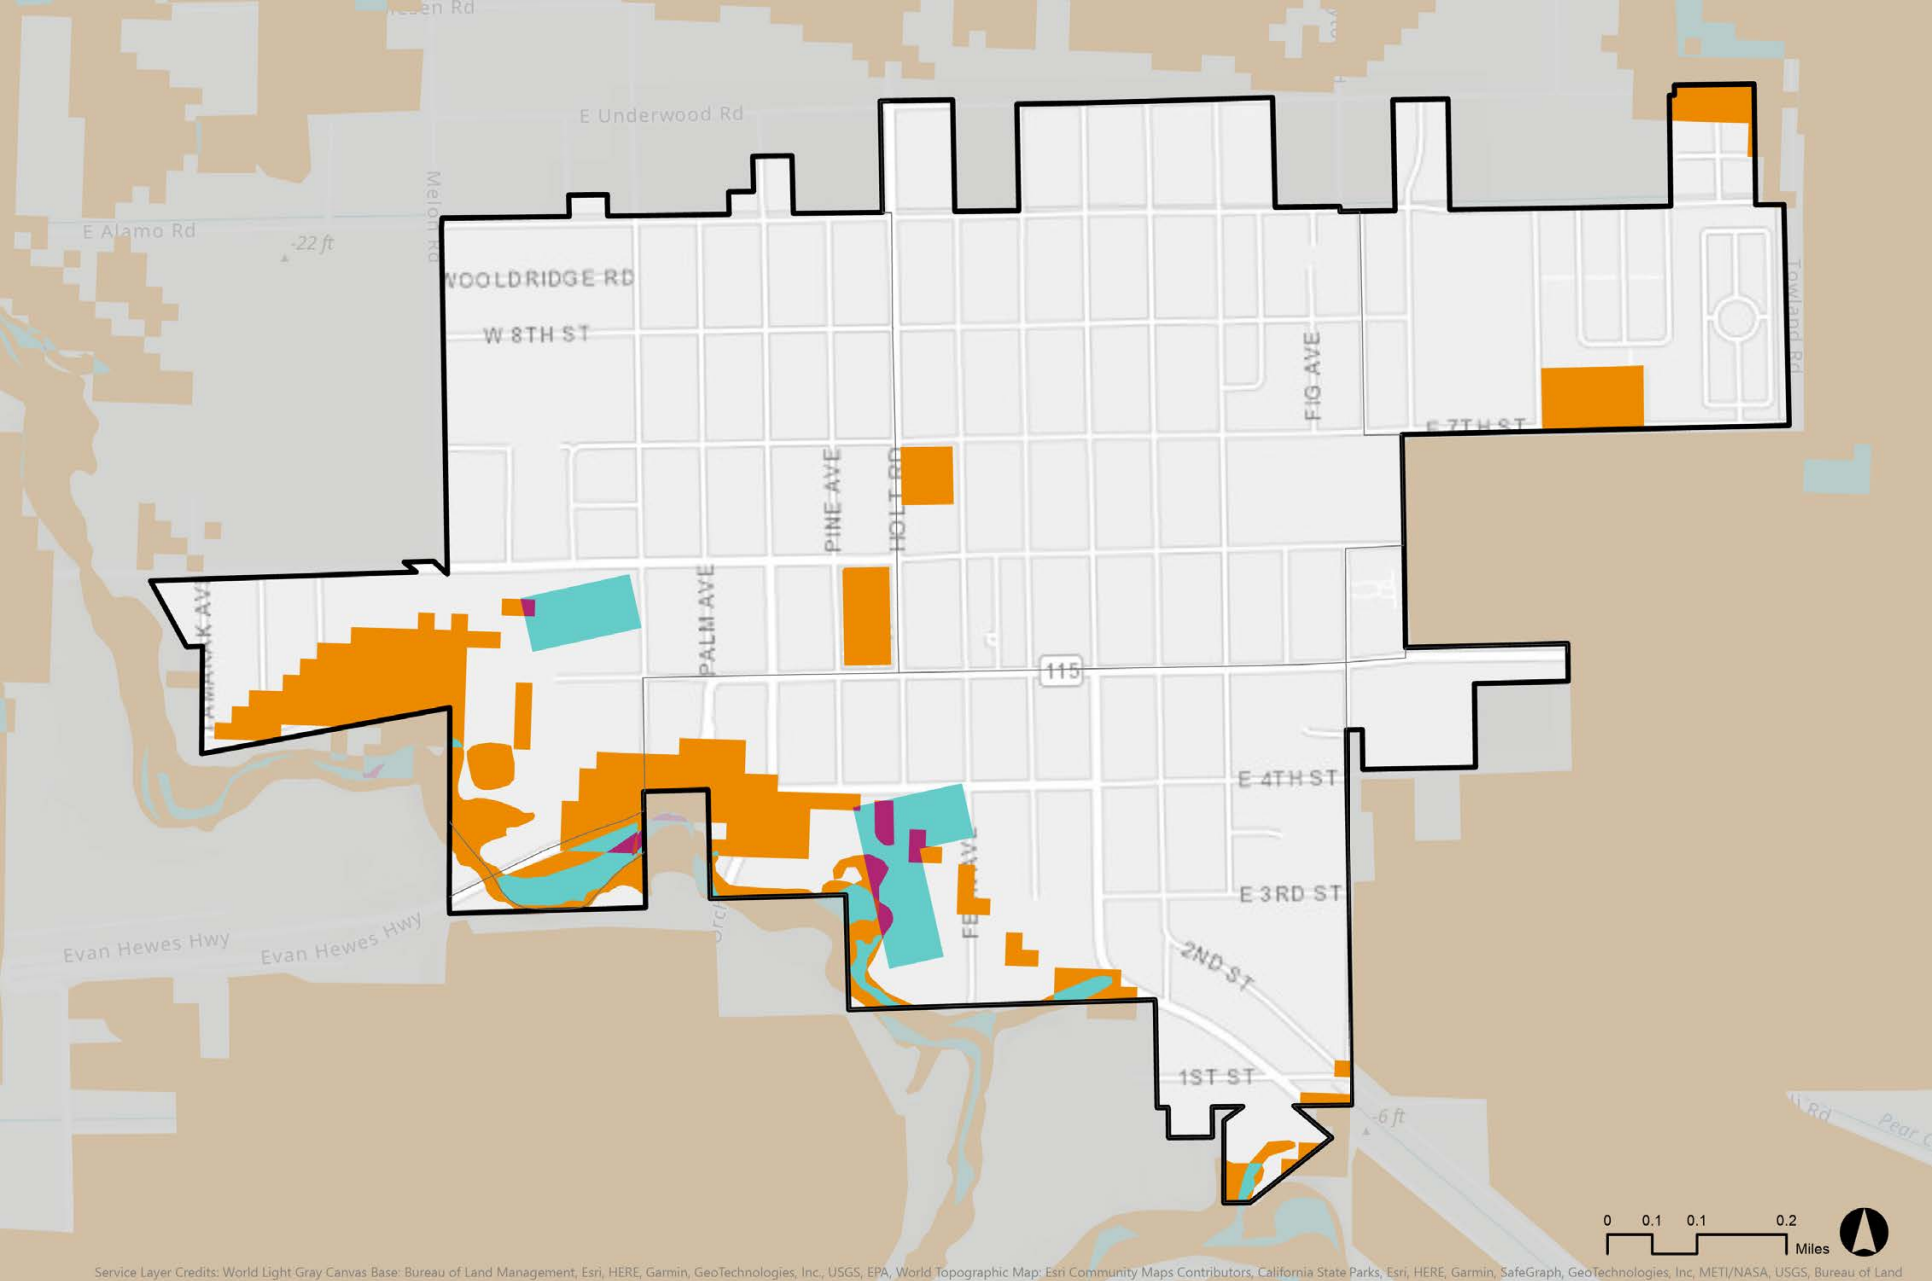 E Underwood Rd
E Alamo Rd
-22 ft
Melon Rd
WOOLDRIDGE RD
W 8TH ST
FIG AVE
Towland Rd
E 7TH ST
PINE AVE
HOLT RD
PALM AVE
115
E 4TH ST
E 3RD ST
2ND ST
Evan Hewes Hwy
Evan Hewes Hwy
1ST ST
-6 ft
Rd
Pear
0 0.1 0.1 0.2
Miles
Service Layer Credits: World Light Gray Canvas Base: Bureau of Land Management, Esri, HERE, Garmin, GeoTechnologies, Inc., USGS, EPA, World Topographic Map: Esri Community Maps Contributors, California State Parks, Esri, HERE, Garmin, SafeGraph, GeoTechnologies, Inc, METI/NASA, USGS, Bureau of Land